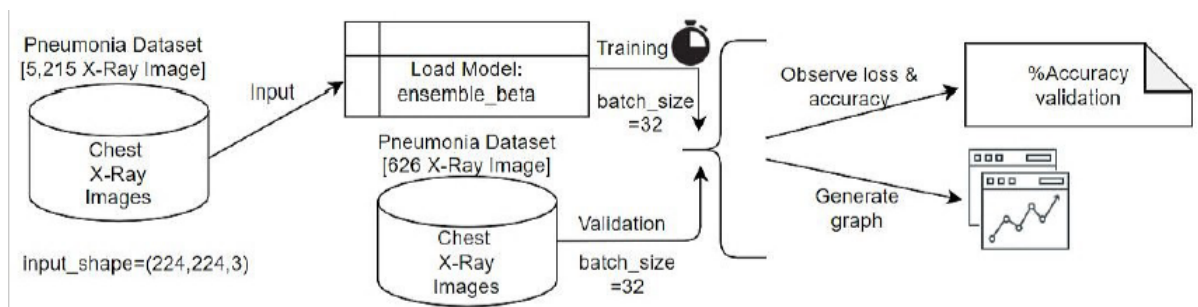 Pneumonia Dataset
[5,215 X-Ray Image]
Chest
X-Ray
Images
input_shape=(224,224,3)
Input
Load Model:
ensemble_beta
Training
batch_size
=32
Pneumonia Dataset
[626 X-Ray Image]
Chest
X-Ray
Images
Validation
batch_size
=32
Observe loss &
accuracy
%Accuracy
validation
Generate
graph